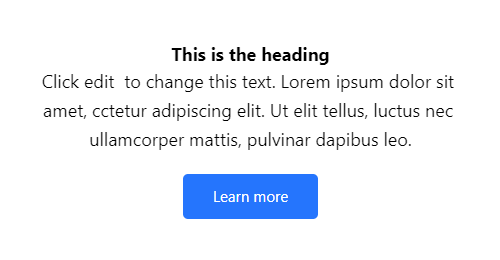 This is the heading
Click edit  to change this text. Lorem ipsum dolor sit
amet, cctetur adipiscing elit. Ut elit tellus, luctus nec
ullamcorper mattis, pulvinar dapibus leo.
Learn more